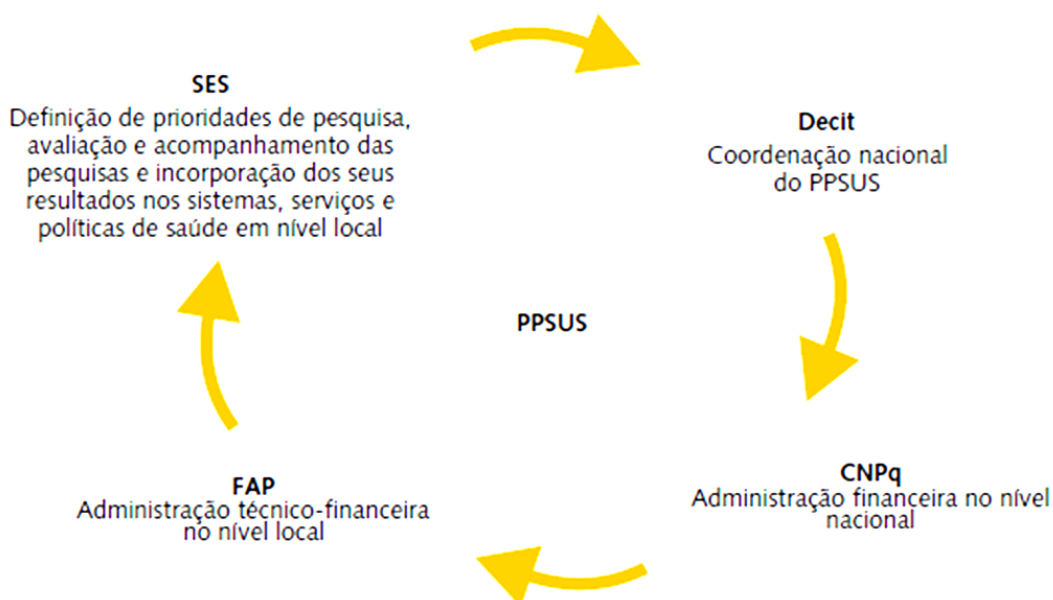 SES
Definição de prioridades de pesquisa,
avaliação e acompanhamento das
pesquisas e incorporação dos seus
resultados nos sistemas, serviços e
políticas de saúde em nível local
Decit
Coordenação nacional
do PPSUS
PPSUS
FAP
Administração técnico-financeira
no nível local
CNPq
Administração financeira no nível
nacional